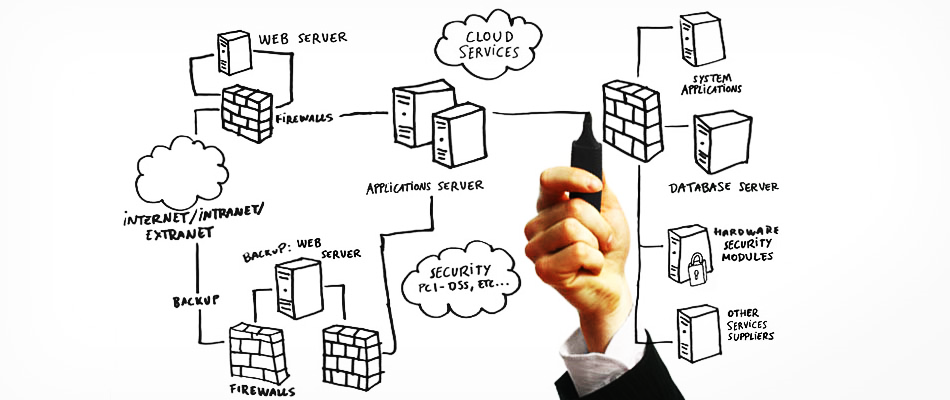 WEB SERVER
FIREWALLS
CLOUD
SERVICES
APPLICATIONS SERVER
iNTERNET/iNTRANET/
EXTRANET
BACKUP
BACKUP: WEB
SERVER
FIREWALLS
SECURITY
PCI-DSS, ETC...
SYSTEM
APPLICATIONS
DATABASE SERVER
HARDWARE
SECURITY
MODULES
OTHER
SERVICES
SUPPLIERS